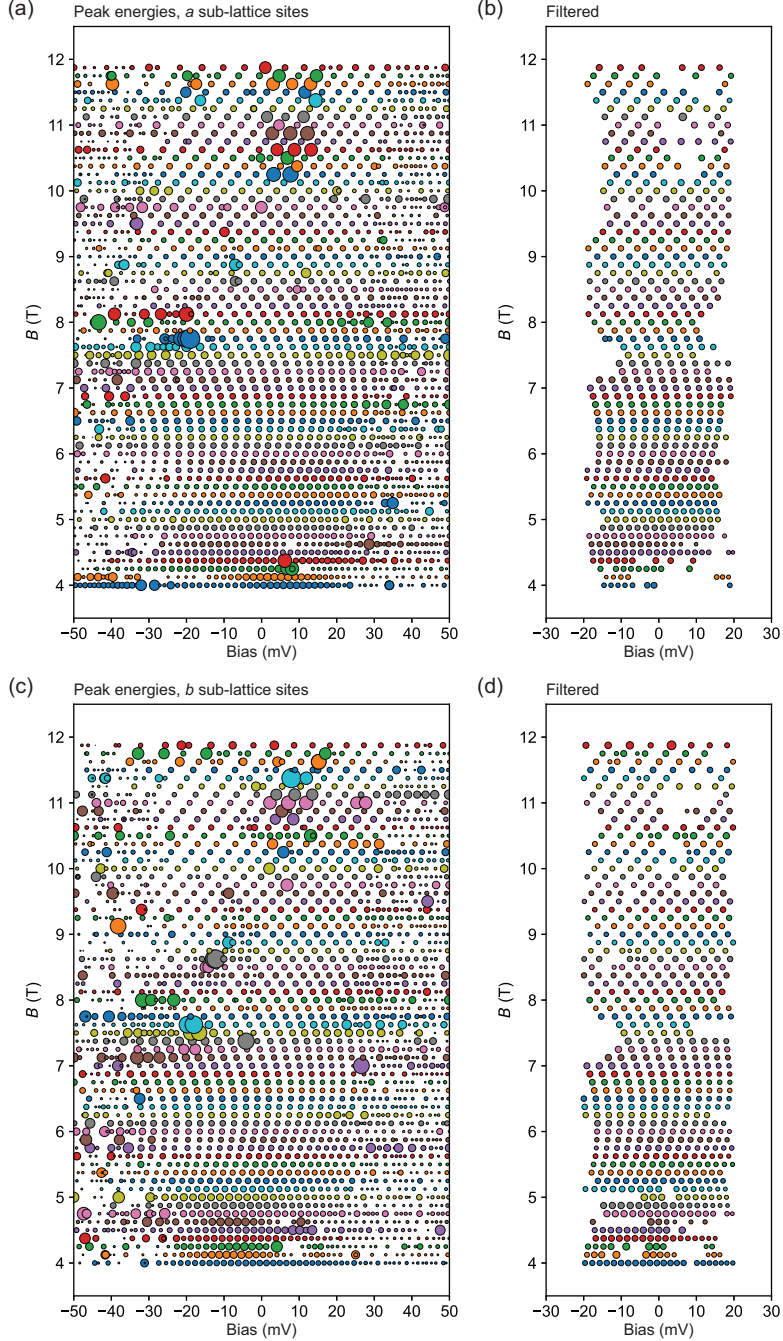 (a)
Peak energies, a sub-lattice sites
(b)
Filtered
12
11
10
9
8
7
6
5
4
B (T)
−50 −40 −30 −20 −10 0 10 20 30 40 50
Bias (mV)
12
11
10
9
8
7
6
5
4
B (T)
−30 −20 −10 0 10 20 30
Bias (mV)
(c)
Peak energies, b sub-lattice sites
(d)
Filtered
12
11
10
9
8
7
6
5
4
B (T)
−50 −40 −30 −20 −10 0 10 20 30 40 50
Bias (mV)
12
11
10
9
8
7
6
5
4
B (T)
−30 −20 −10 0 10 20 30
Bias (mV)